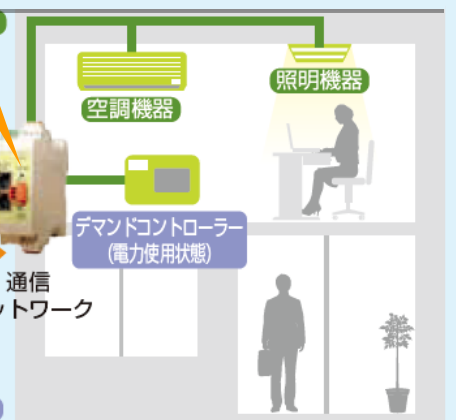 照明機器
空調機器
デマンドコントローラー
(電力使用状態)
通信
ットワーク